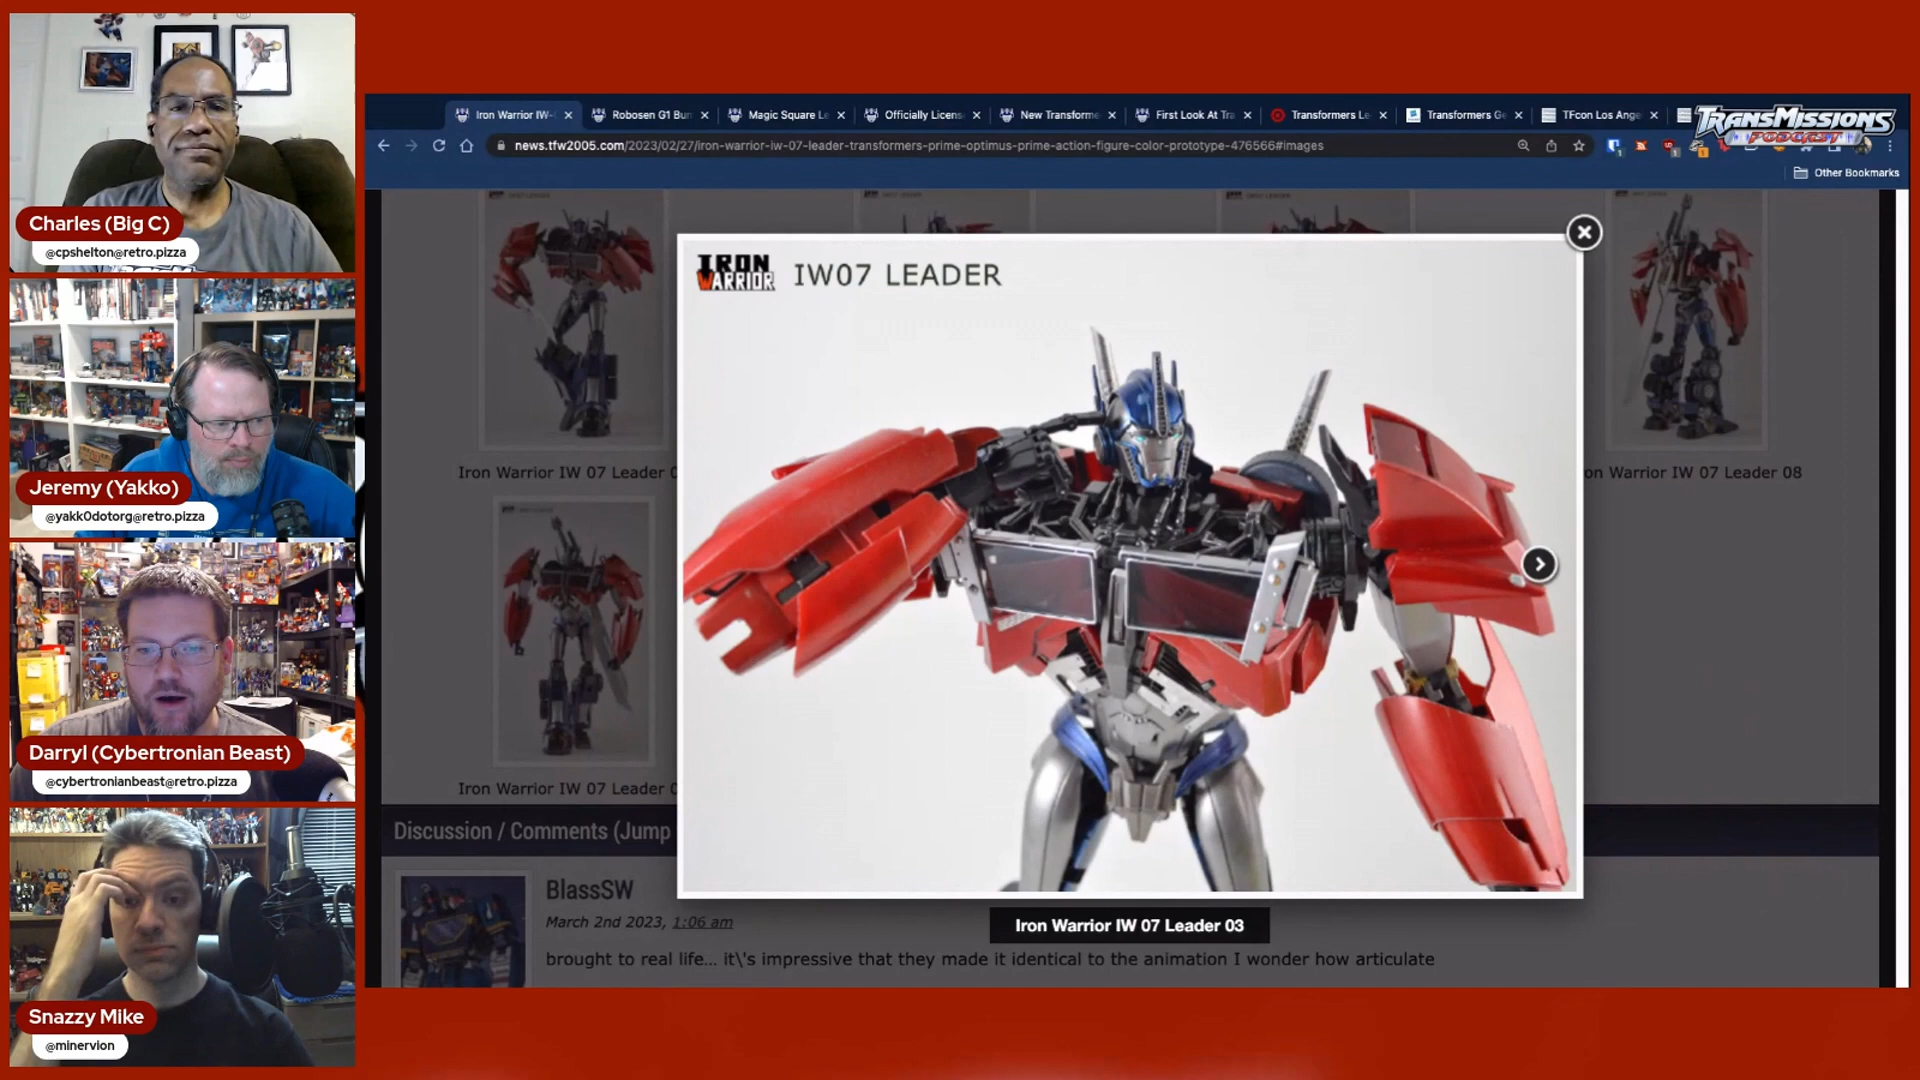 Charles (Big C)
@cpshelton@retro.pizza
Jeremy (Yakko)
@yakk0dotorg@retro.pizza
Darryl (Cybertronian Beast)
@cybertronianbeast@retro.pizza
Snazzy Mike
@minervion
Iron Warrior IW-
Robosen G1 Bun
Magic Square Le
Officially Licens
New Transforme
First Look At Tra
Transformers Le
Transformers Ge
TFcon Los Ange
TRANSMISSIONS
PODCAST
news.tfw2005.com/2023/02/27/iron-warrior-iw-07-leader-transformers-prime-optimus-prime-action-figure-color-prototype-476566#images
Other Bookmarks
IRON
WARRIOR
IW07 LEADER
Iron Warrior IW 07 Leader 0
on Warrior IW 07 Leader 08
Iron Warrior IW 07 Leader 0
Discussion / Comments (Jump
BlassSW
March 2nd 2023, 1:06 am
Iron Warrior IW 07 Leader 03
brought to real life... it\'s impressive that they made it identical to the animation I wonder how articulate